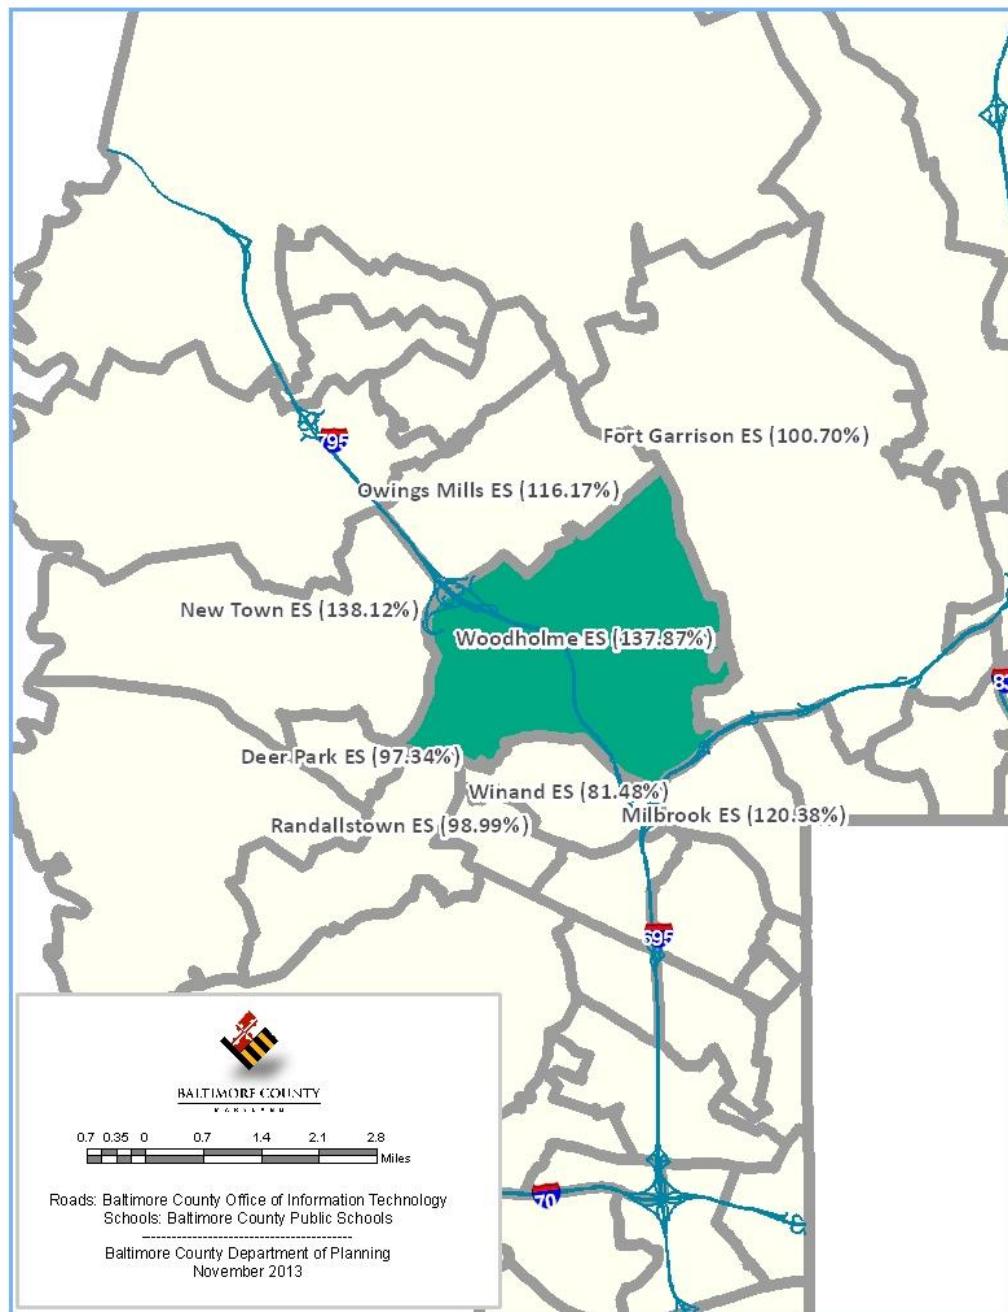 Fort Garrison ES (100.70%)
795
Owings Mills ES (116.17%)
New Town ES (138.12%)
Woodholme ES (137.87%)
83
Deer Park ES (97.34%)
Winand ES (81.48%)
Milbrook ES (120.38%)
Randallstown ES (98.99%)
695
BALTIMORE COUNTY
MARYLAND
0.7 0.35 0 0.7 1.4 2.1 2.8
Miles
70
Roads: Baltimore County Office of Information Technology
Schools: Baltimore County Public Schools
----------------------------------------
Baltimore County Department of Planning
November 2013